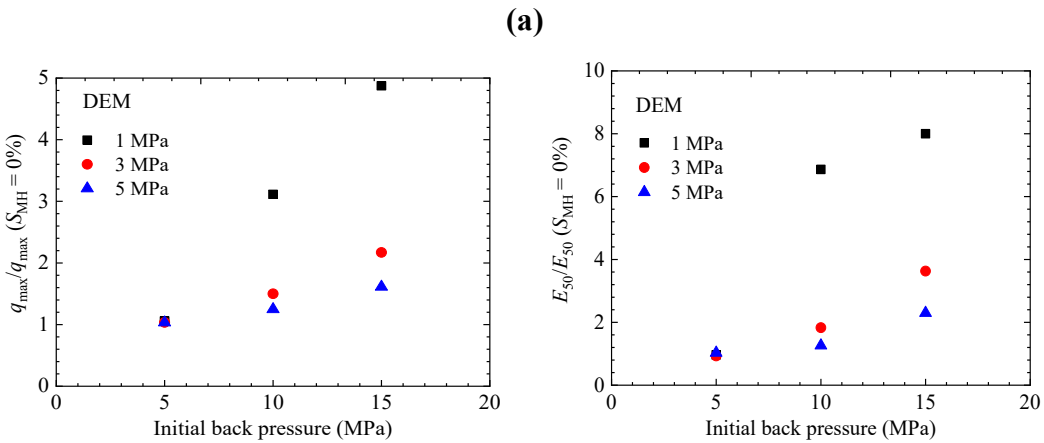 (a)
5
4
3
2
1
0
q_max/q_max (S_MH = 0%)
DEM
1 MPa
3 MPa
5 MPa
0 5 10 15 20
Initial back pressure (MPa)
10
8
6
4
2
0
E_50/E_50 (S_MH = 0%)
DEM
1 MPa
3 MPa
5 MPa
0 5 10 15 20
Initial back pressure (MPa)